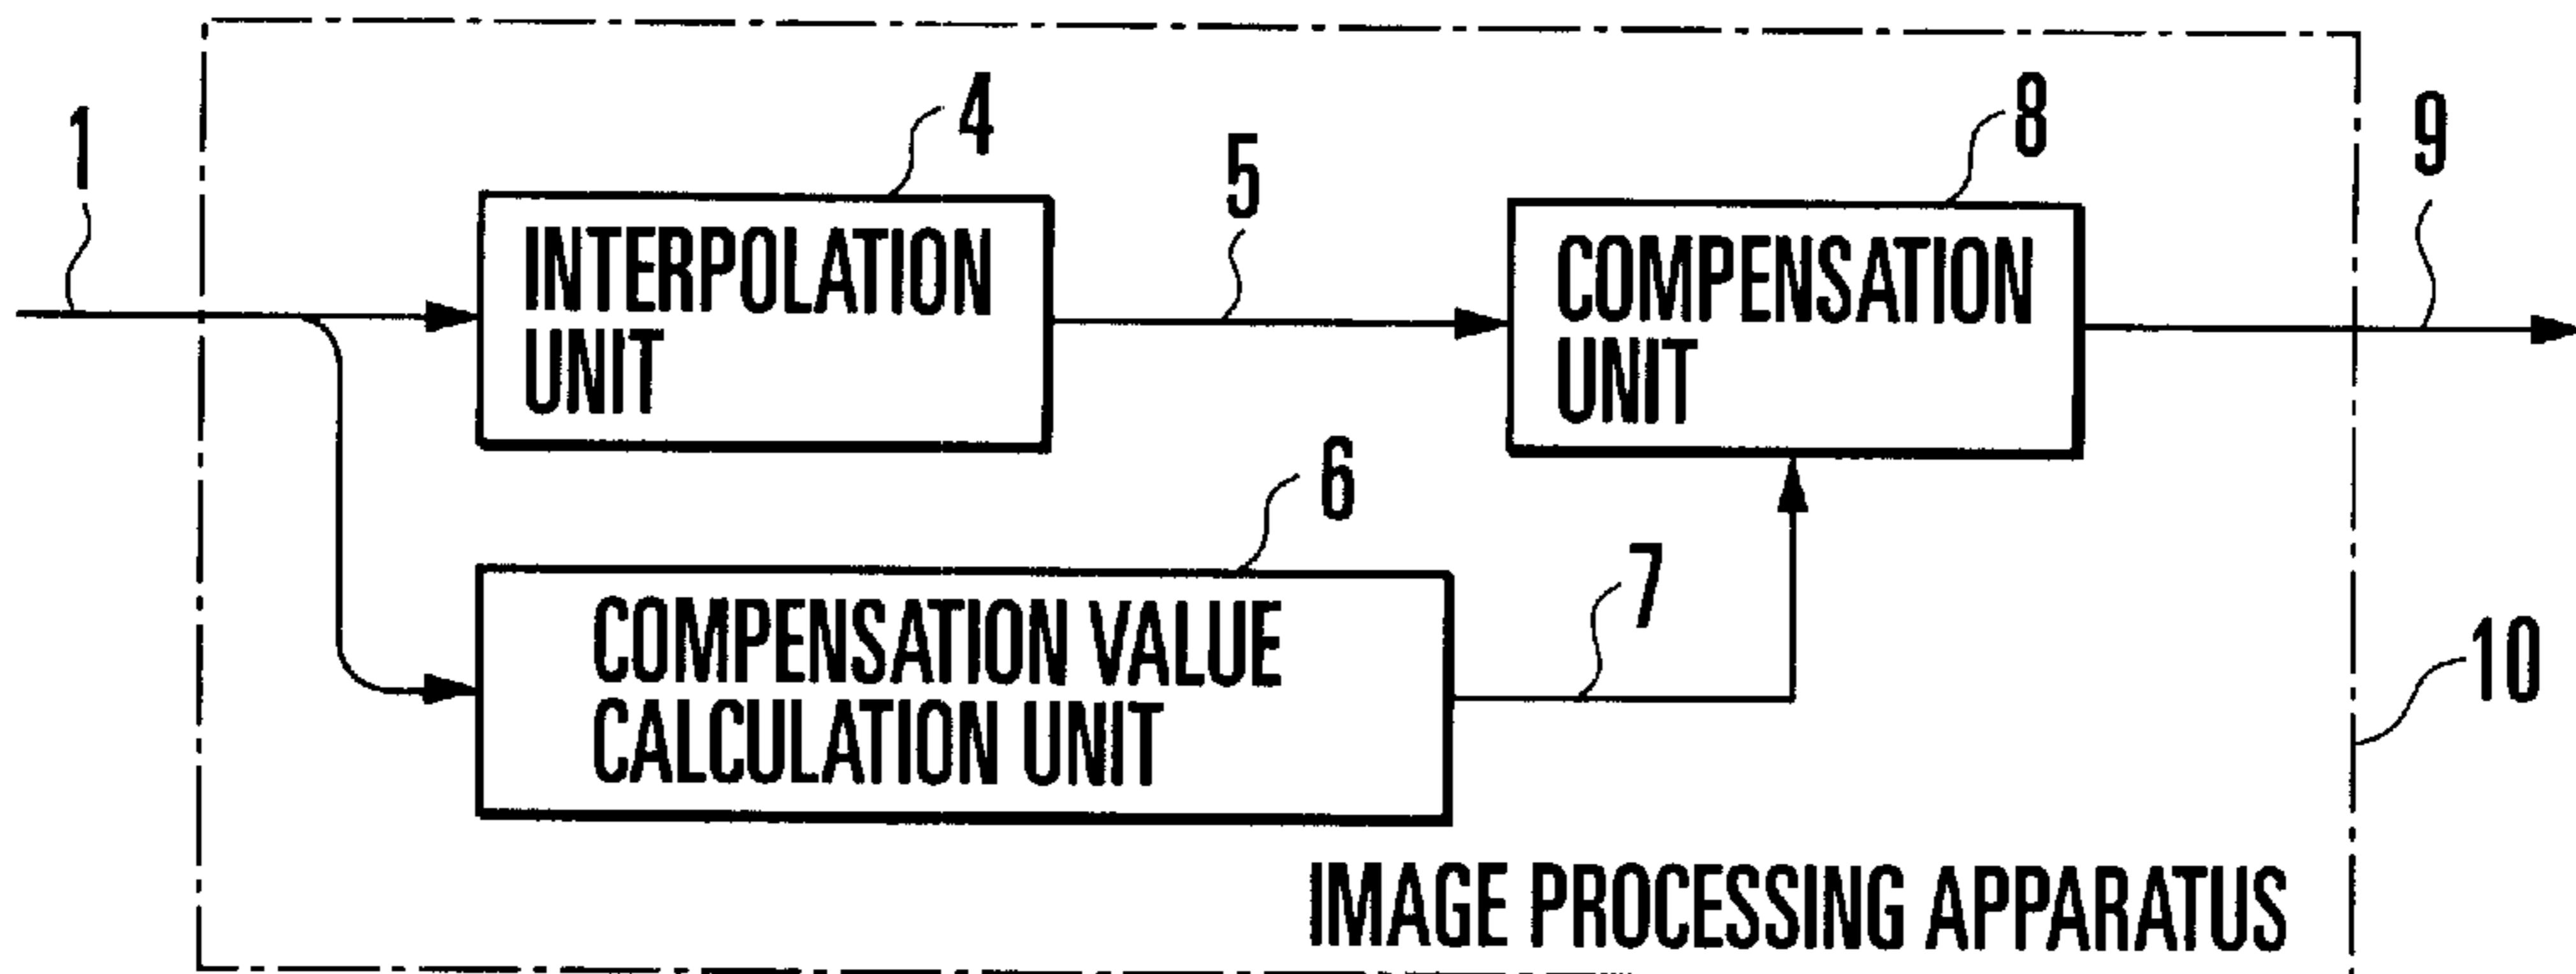 1
4
5
8
9
INTERPOLATION
UNIT
COMPENSATION
UNIT
6
7
COMPENSATION VALUE
CALCULATION UNIT
10
IMAGE PROCESSING APPARATUS